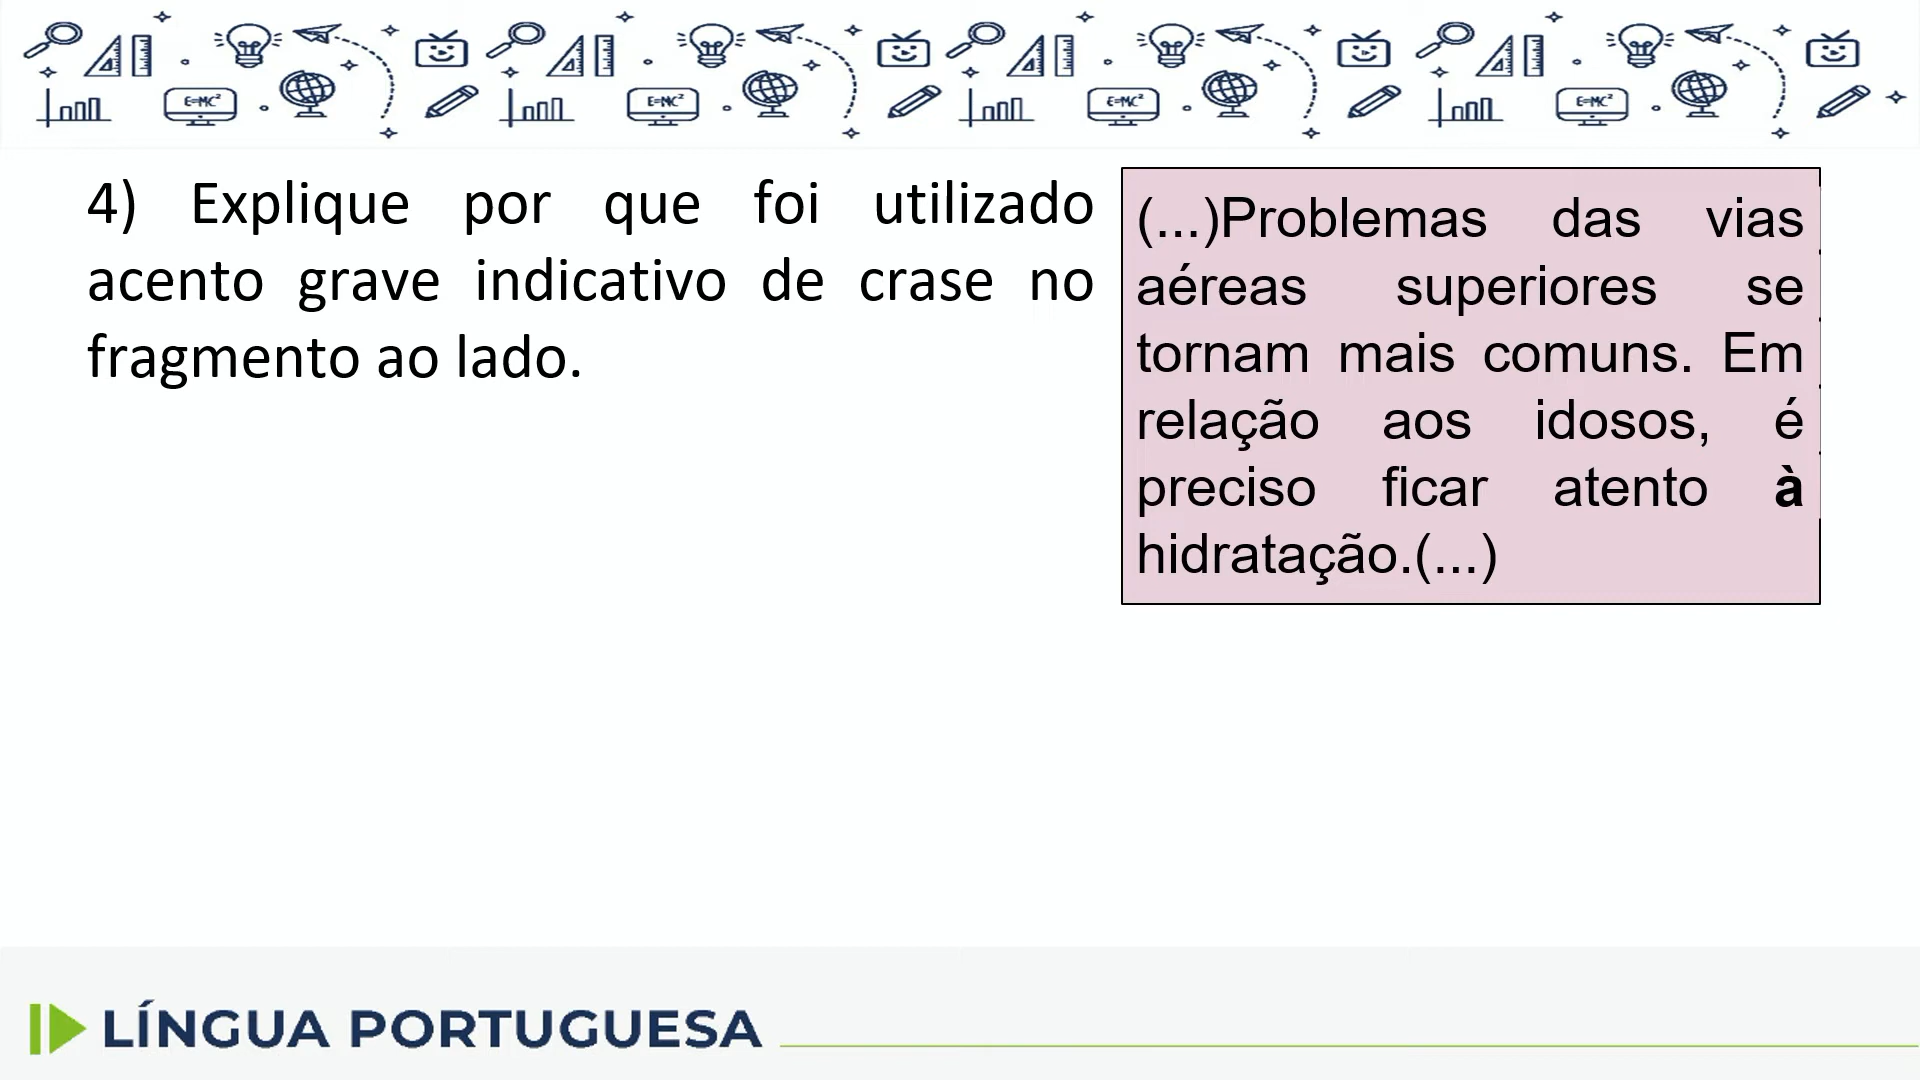 E=MC² E=MC² E=MC² E=MC²
4) Explique por que foi utilizado
acento grave indicativo de crase no
fragmento ao lado.
(...)Problemas das vias
aéreas superiores se
tornam mais comuns. Em
relação aos idosos, é
preciso ficar atento à
hidratação.(...)
LÍNGUA PORTUGUESA